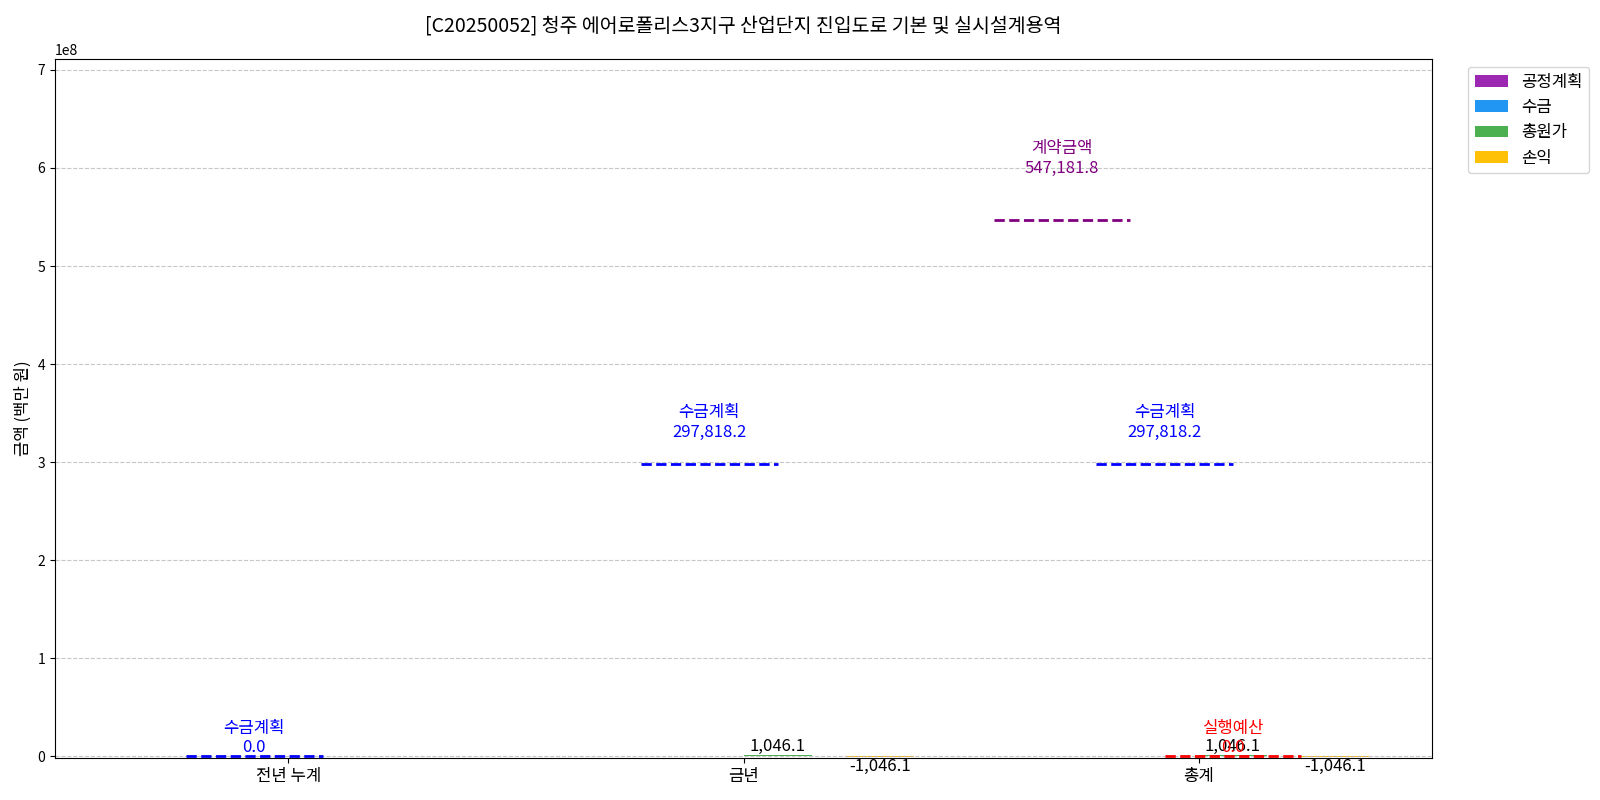 [C20250052] 청주 에어로폴리스3지구 산업단지 진입도로 기본 및 실시설계용역
1e8
금액 (백만 원)
7
6
5
4
3
2
1
0
계약금액
547,181.8
수금계획
297,818.2
수금계획
297,818.2
수금계획
0.0
1,046.1
-1,046.1
실행예산
0.0
1,046.1
-1,046.1
전년 누계
금년
총계
공정계획
수금
총원가
손익